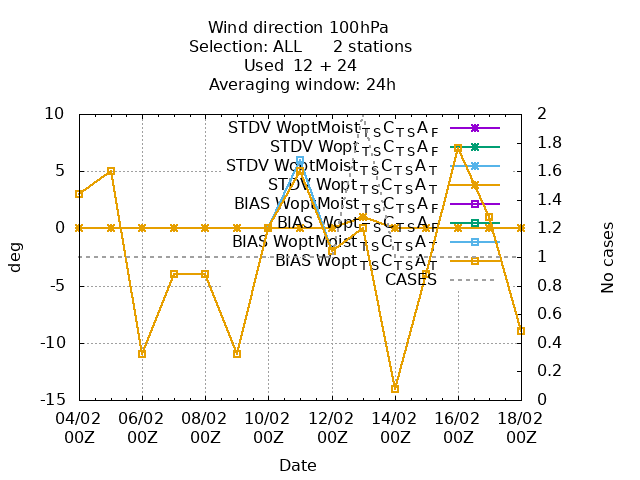 Wind direction 100hPa
Selection: ALL      2 stations
Used  12 + 24
Averaging window: 24h
STDV WoptMoist_TS C_TS A_F
STDV Wopt_TS C_TS A_F
STDV WoptMoist_TS C_TS A_T
STDV Wopt_TS C_TS A_T
BIAS WoptMoist_TS C_TS A_F
BIAS Wopt_TS C_TS A_F
BIAS WoptMoist_TS C_TS A_T
BIAS Wopt_TS C_TS A_T
CASES
10
5
0
-5
-10
-15
deg
2
1.8
1.6
1.4
1.2
1
0.8
0.6
0.4
0.2
0
No cases
04/02 06/02 08/02 10/02 12/02 14/02 16/02 18/02
00Z 00Z 00Z 00Z 00Z 00Z 00Z 00Z
Date